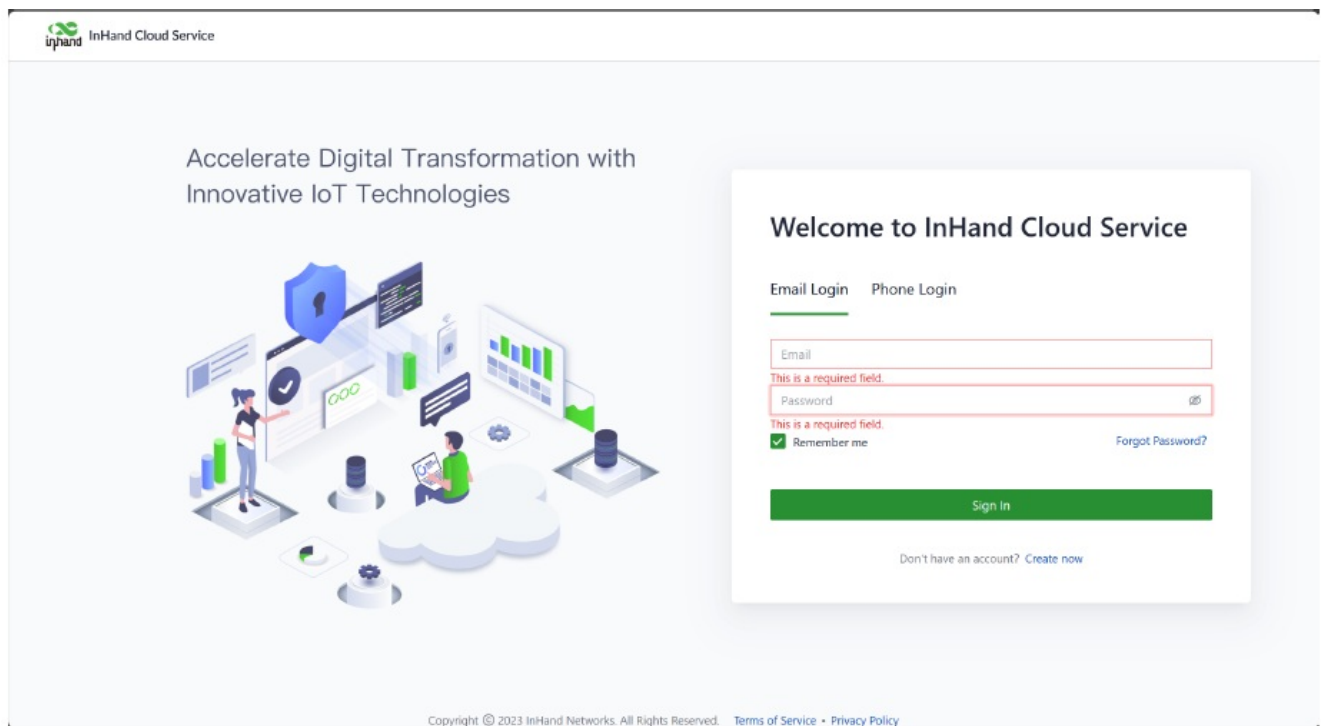 inhand InHand Cloud Service
Accelerate Digital Transformation with
Innovative IoT Technologies
Welcome to InHand Cloud Service
Email Login Phone Login
Email
This is a required field.
Password
This is a required field.
Remember me Forgot Password?
Sign In
Don't have an account? Create now
Copyright © 2023 InHand Networks. All Rights Reserved. Terms of Service • Privacy Policy